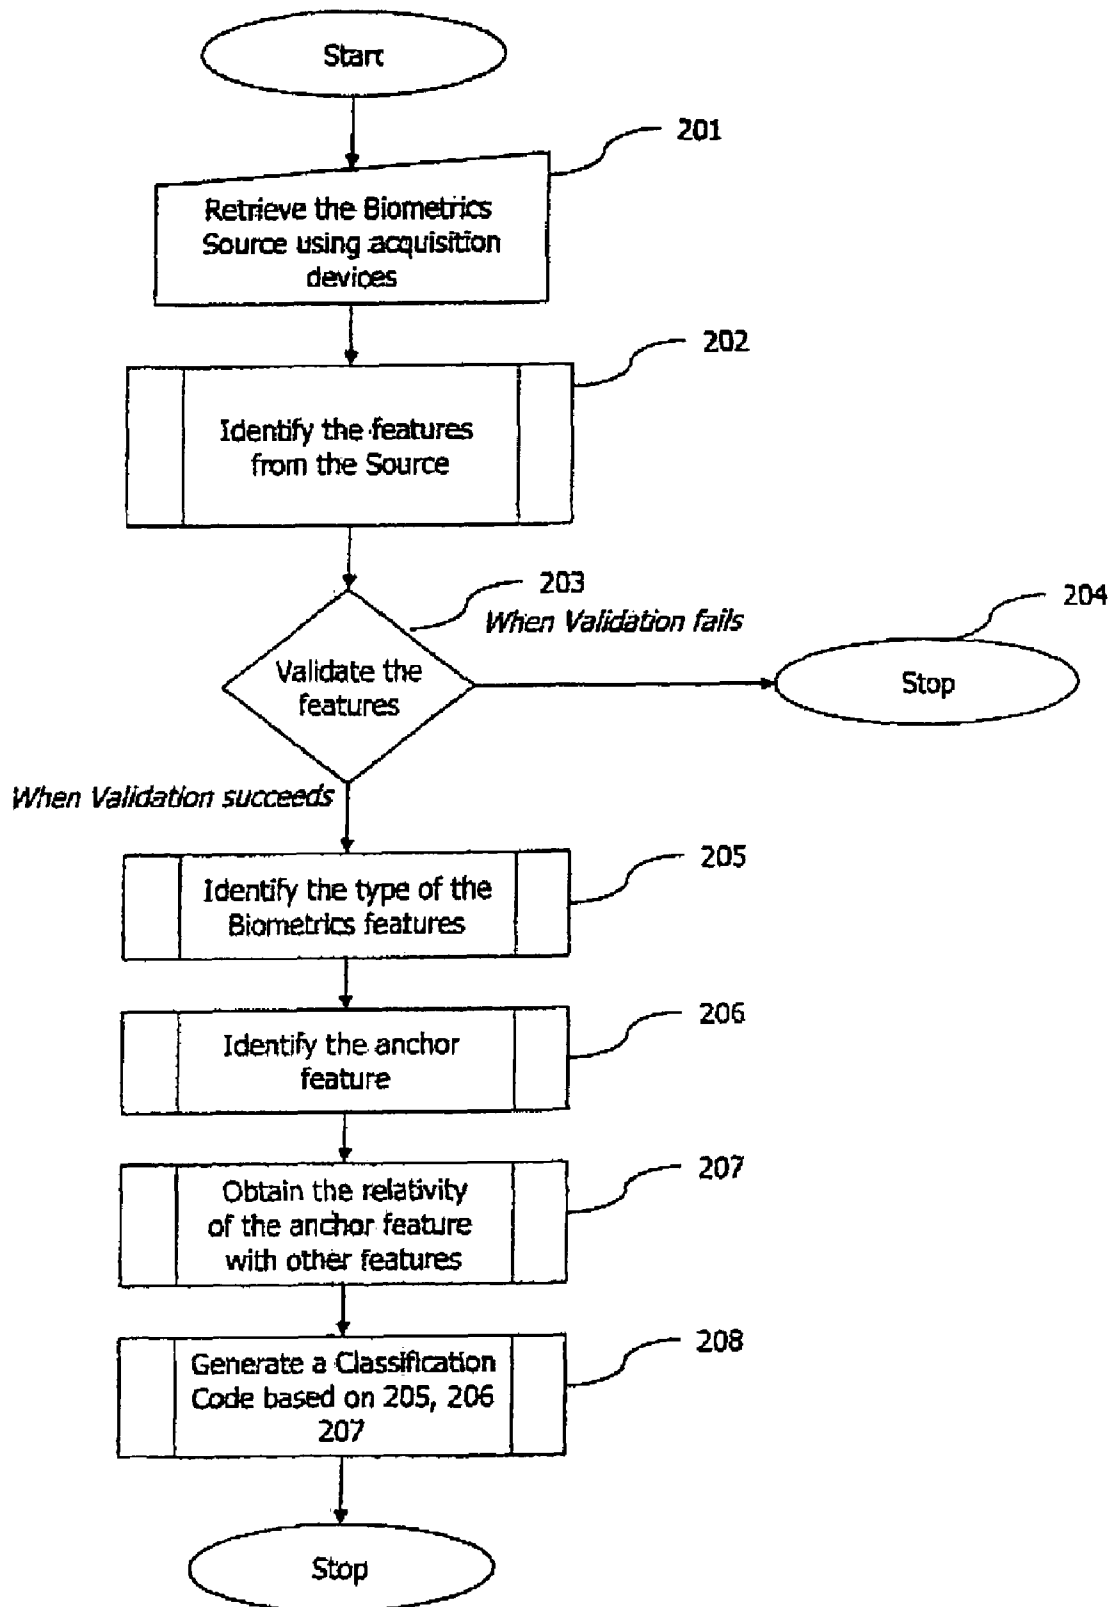 Start
201
Retrieve the Biometrics
Source using acquisition
devices
202
Identify the features
from the Source
203
When Validation fails
204
Validate the
features
Stop
When Validation succeeds
205
Identify the type of the
Biometrics features
206
Identify the anchor
feature
207
Obtain the relativity
of the anchor feature
with other features
208
Generate a Classification
Code based on 205, 206
207
Stop